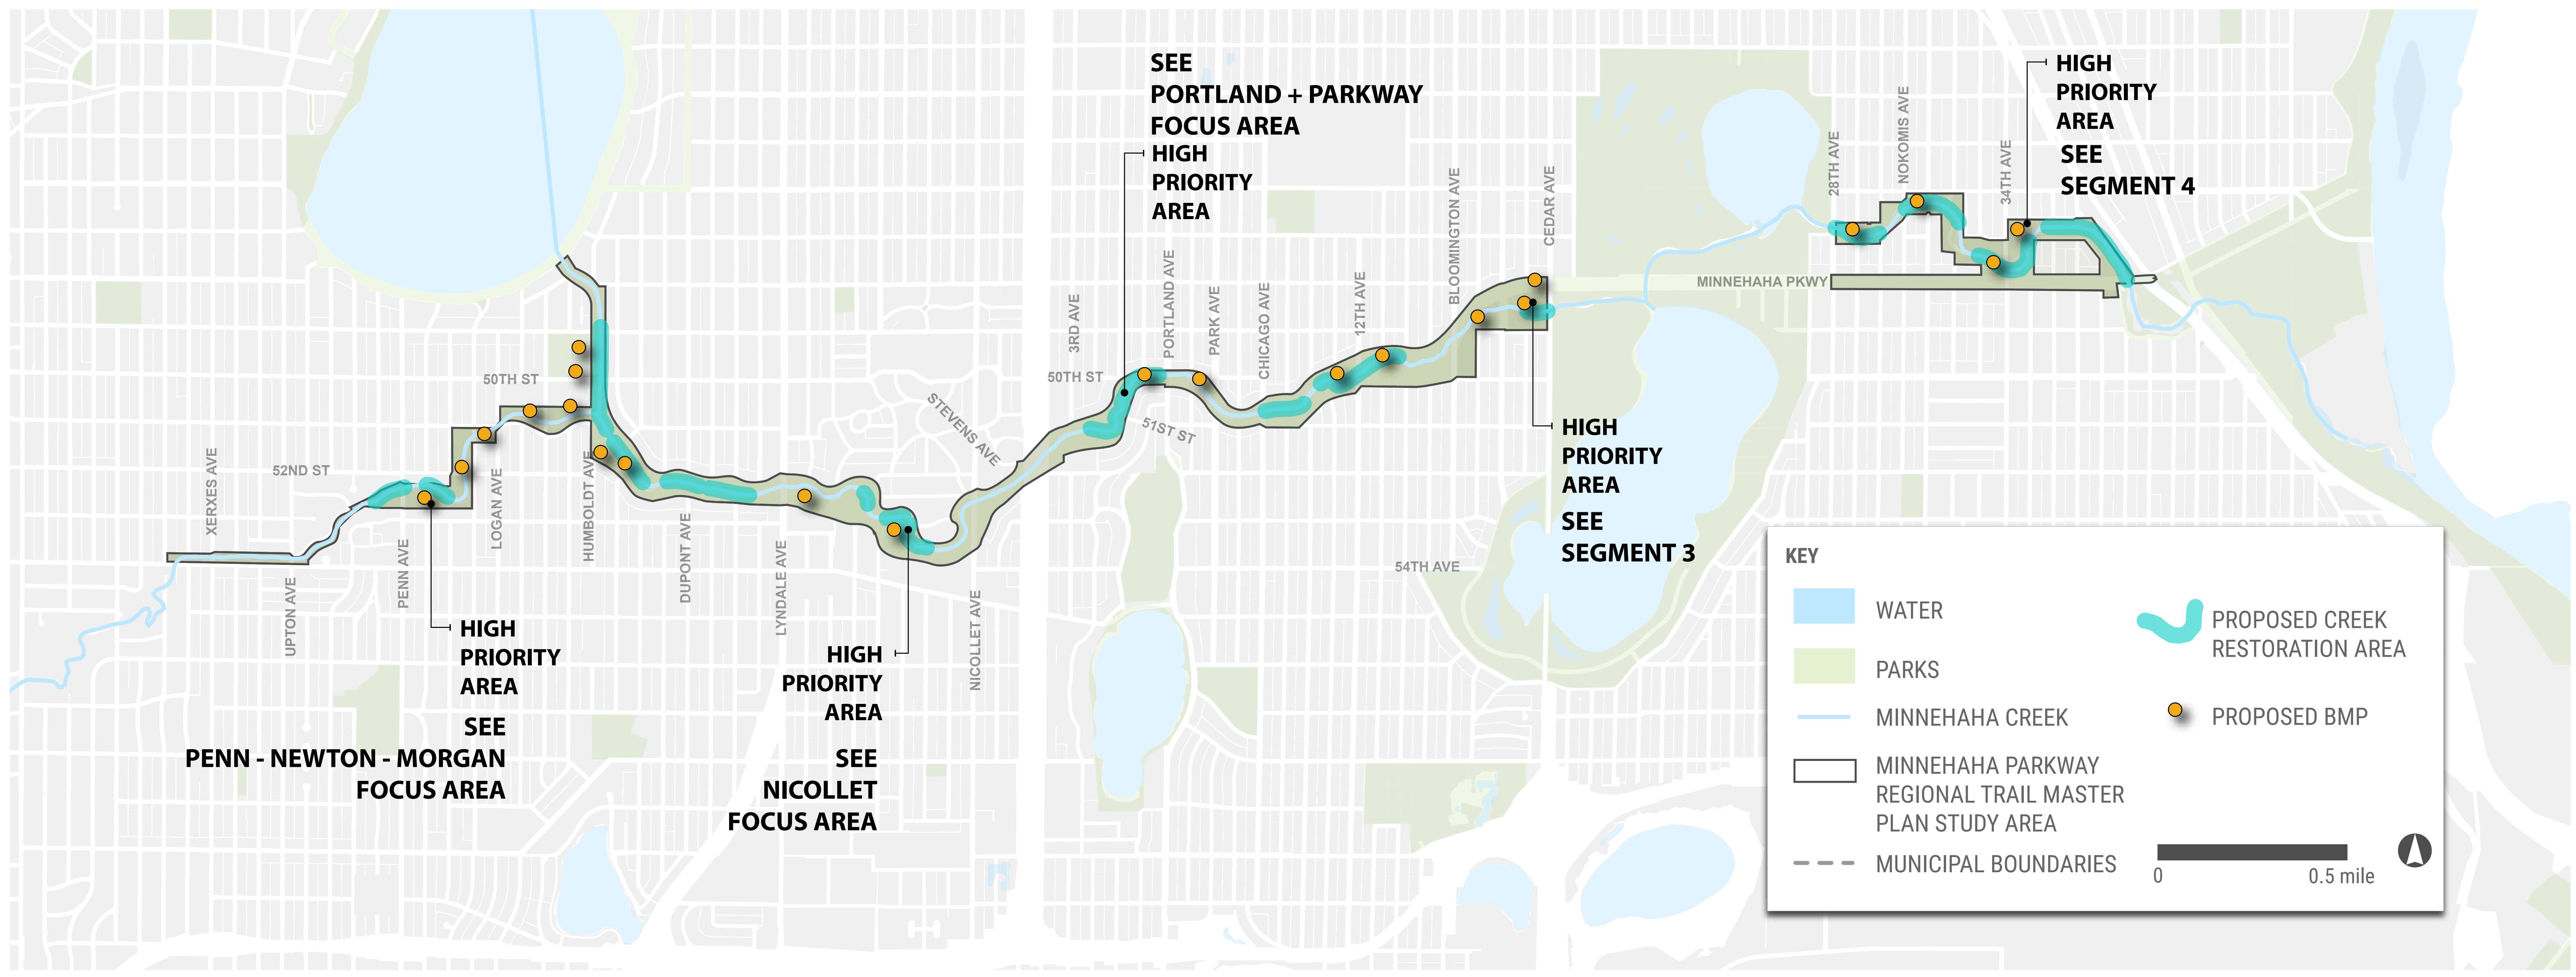 SEE
PORTLAND + PARKWAY
FOCUS AREA
HIGH
PRIORITY
AREA
HIGH
PRIORITY
AREA
SEE
SEGMENT 4
28TH AVE
NOKOMIS AVE
34TH AVE
BLOOMINGTON AVE
CEDAR AVE
MINNEHAHA PKWY
3RD AVE
PORTLAND AVE
PARK AVE
CHICAGO AVE
12TH AVE
50TH ST
50TH ST
51ST ST
STEVENS AVE
52ND ST
XERXES AVE
UPTON AVE
PENN AVE
LOGAN AVE
HUMBOLDT AVE
DUPONT AVE
LYNDALE AVE
NICOLLET AVE
54TH AVE
HIGH
PRIORITY
AREA
SEE
SEGMENT 3
HIGH
PRIORITY
AREA
SEE
PENN - NEWTON - MORGAN
FOCUS AREA
HIGH
PRIORITY
AREA
SEE
NICOLLET
FOCUS AREA
KEY
WATER
PARKS
MINNEHAHA CREEK
MINNEHAHA PARKWAY
REGIONAL TRAIL MASTER
PLAN STUDY AREA
MUNICIPAL BOUNDARIES
PROPOSED CREEK
RESTORATION AREA
PROPOSED BMP
0 0.5 mile